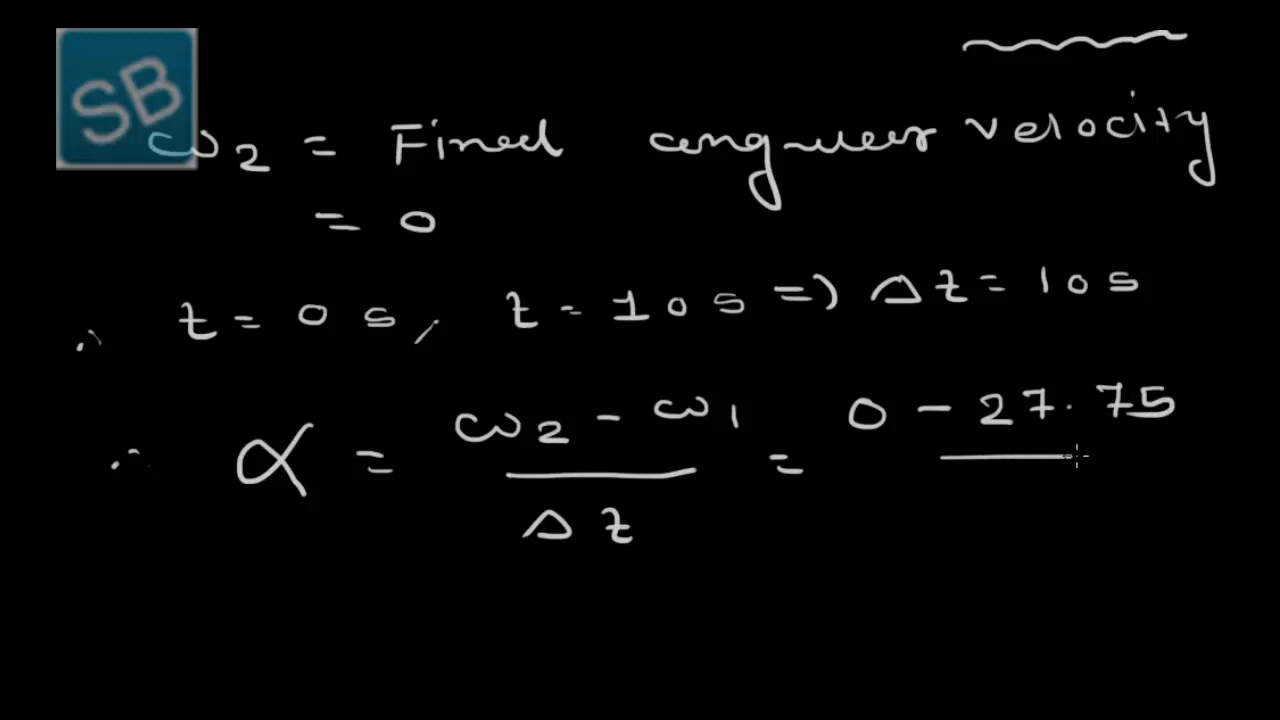 SB
ω2 = Final angular velocity
= 0
∴ t = 0 s, t = 10 s => Δt = 10 s
∴ α = (ω2 - ω1) / Δt = 0 - 27.75